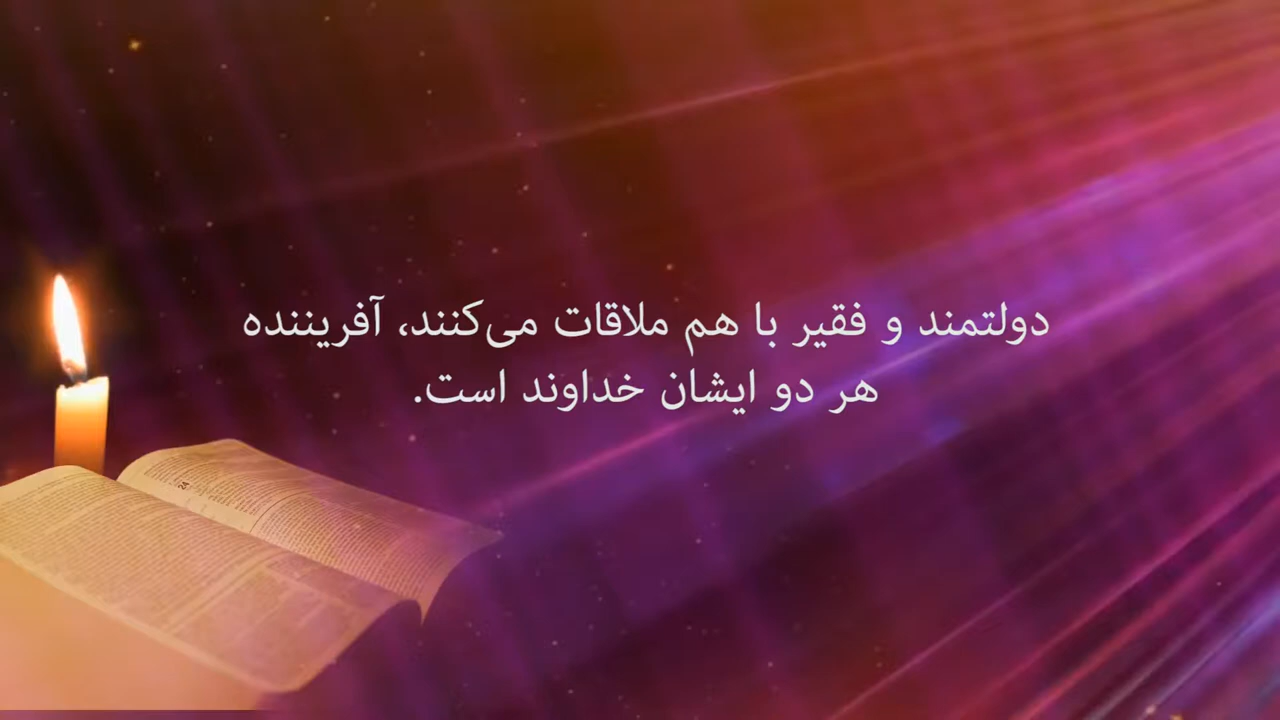 دولتمند و فقیر با هم ملاقات می‌کنند، آفریننده
هر دو ایشان خداوند است.